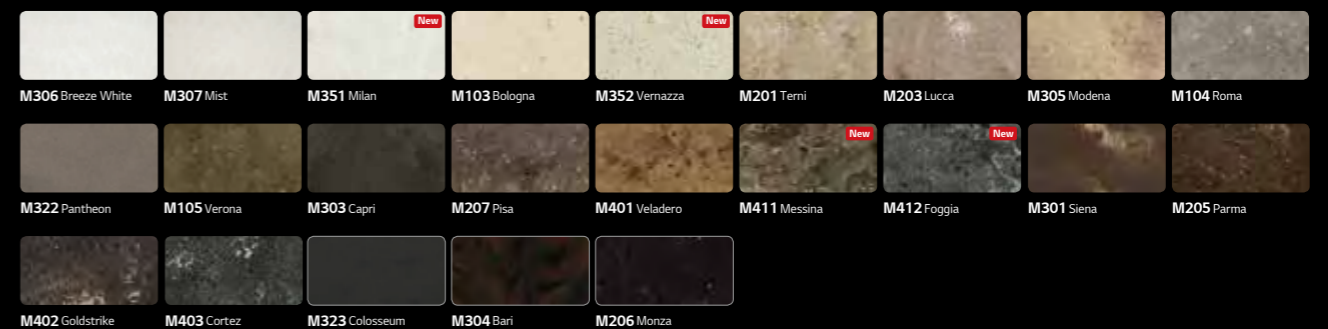 New New
M306 Breeze White M307 Mist M351 Milan M103 Bologna M352 Vernazza M201 Terni M203 Lucca M305 Modena M104 Roma
New New
M322 Pantheon M105 Verona M303 Capri M207 Pisa M401 Veladero M411 Messina M412 Foggia M301 Siena M205 Parma
M402 Goldstrike M403 Cortez M323 Colosseum M304 Bari M206 Monza